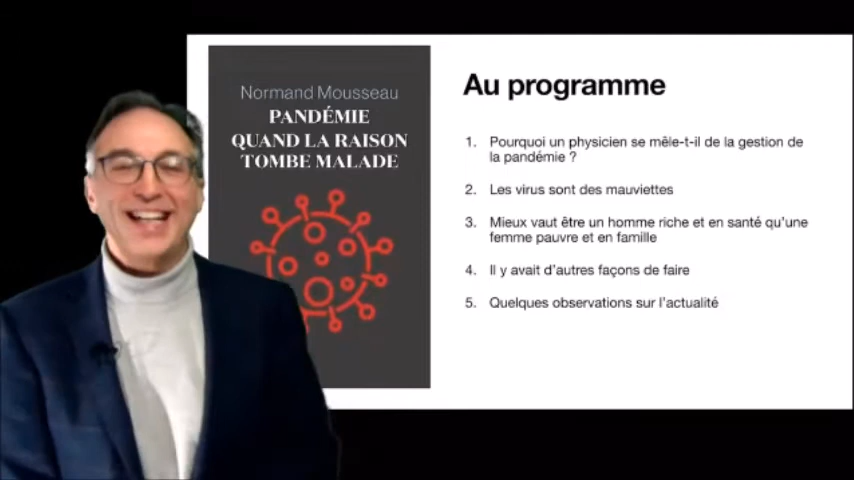 Normand Mousseau
PANDÉMIE
QUAND LA RAISON
TOMBE MALADE
Au programme
1. Pourquoi un physicien se mêle-t-il de la gestion de
la pandémie ?
2. Les virus sont des mauviettes
3. Mieux vaut être un homme riche et en santé qu'une
femme pauvre et en famille
4. Il y avait d'autres façons de faire
5. Quelques observations sur l'actualité